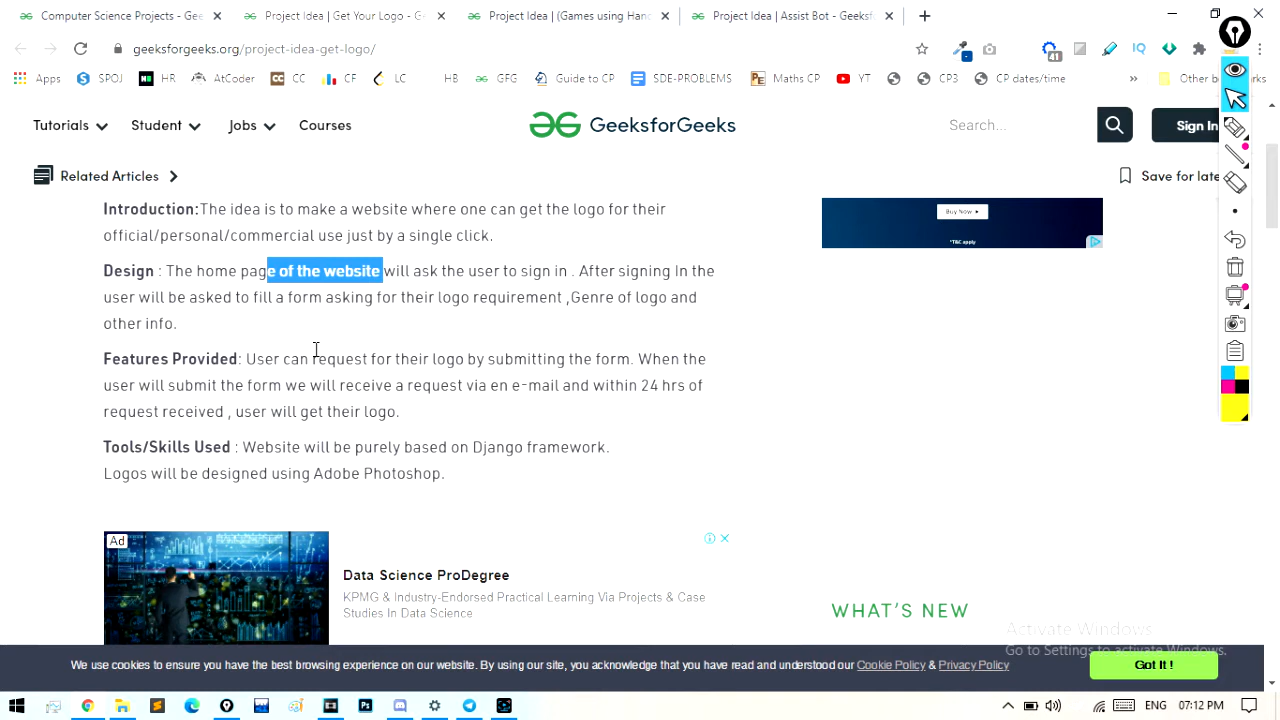 Computer Science Projects - Gee
Project Idea | Get Your Logo - G
Project Idea | (Games using Hand
Project Idea | Assist Bot - Geeksfo
geeksforgeeks.org/project-idea-get-logo/
41
IQ
Apps
SPOJ
HR
AtCoder
CC
CF
LC
HB
GFG
Guide to CP
SDE-PROBLEMS
Maths CP
YT
CP3
CP dates/time
»
Other bookmarks
Tutorials
Student
Jobs
Courses
GeeksforGeeks
Search...
Sign In
Related Articles
Save for late
Introduction:The idea is to make a website where one can get the logo for their
official/personal/commercial use just by a single click.
Buy Now
*T&C apply
Design : The home page of the website will ask the user to sign in . After signing In the
user will be asked to fill a form asking for their logo requirement ,Genre of logo and
other info.
Features Provided: User can request for their logo by submitting the form. When the
user will submit the form we will receive a request via en e-mail and within 24 hrs of
request received , user will get their logo.
Tools/Skills Used : Website will be purely based on Django framework.
Logos will be designed using Adobe Photoshop.
Ad
Data Science ProDegree
KPMG & Industry-Endorsed Practical Learning Via Projects & Case
Studies In Data Science
WHAT'S NEW
Activate Windows
Go to Settings to activate Windows.
We use cookies to ensure you have the best browsing experience on our website. By using our site, you acknowledge that you have read and understood our Cookie Policy & Privacy Policy
Got It !
ENG
07:12 PM